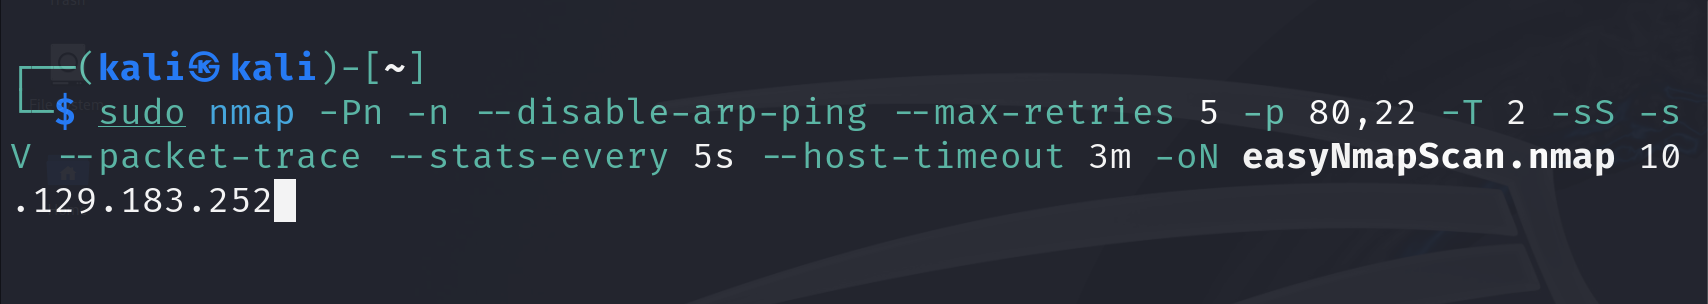 ┌──(kali㉿kali)-[~]
└─$ sudo nmap -Pn -n --disable-arp-ping --max-retries 5 -p 80,22 -T 2 -sS -s
V --packet-trace --stats-every 5s --host-timeout 3m -oN easyNmapScan.nmap 10
.129.183.252